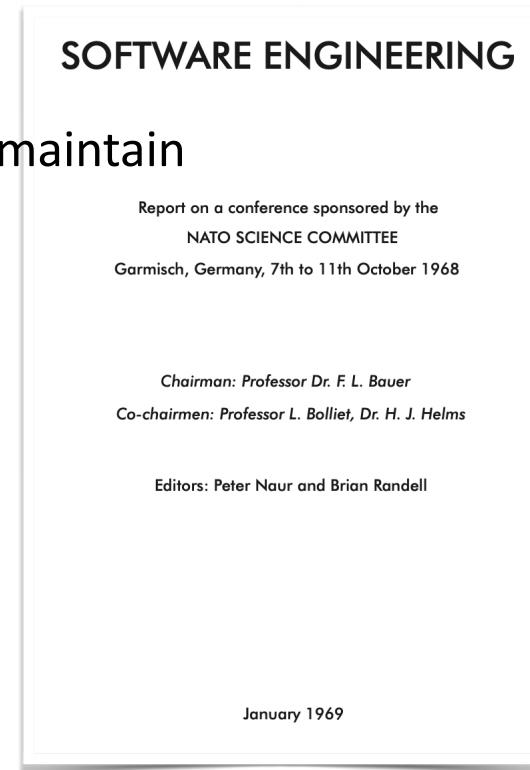 SOFTWARE ENGINEERING
maintain
Report on a conference sponsored by the
NATO SCIENCE COMMITTEE
Garmisch, Germany, 7th to 11th October 1968
Chairman: Professor Dr. F. L. Bauer
Co-chairmen: Professor L. Bolliet, Dr. H. J. Helms
Editors: Peter Naur and Brian Randell
January 1969